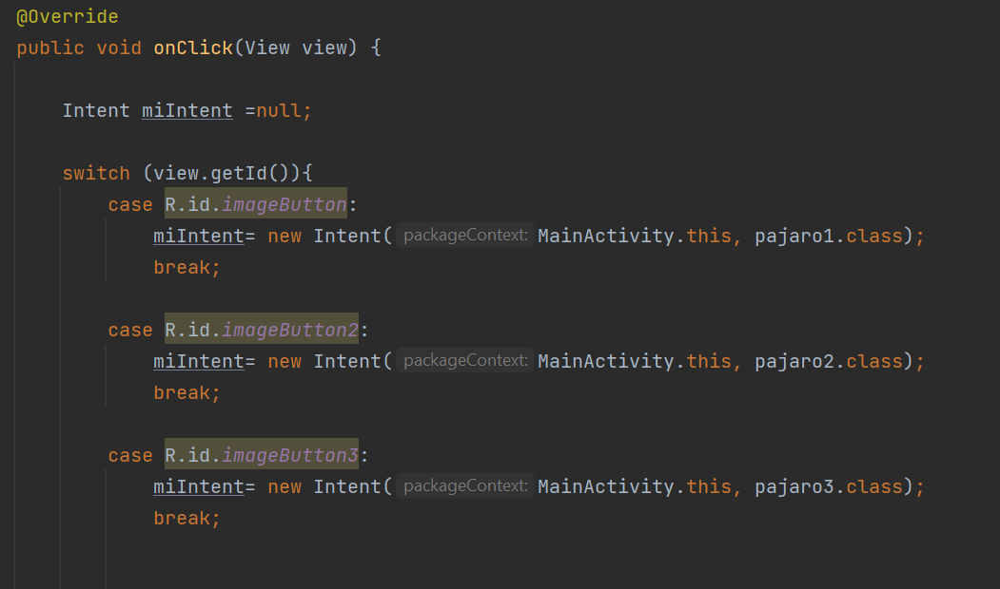 @Override
public void onClick(View view) {
Intent miIntent =null;
switch (view.getId()){
case R.id.imageButton:
miIntent= new Intent( packageContext: MainActivity.this, pajaro1.class);
break;
case R.id.imageButton2:
miIntent= new Intent( packageContext: MainActivity.this, pajaro2.class);
break;
case R.id.imageButton3:
miIntent= new Intent( packageContext: MainActivity.this, pajaro3.class);
break;